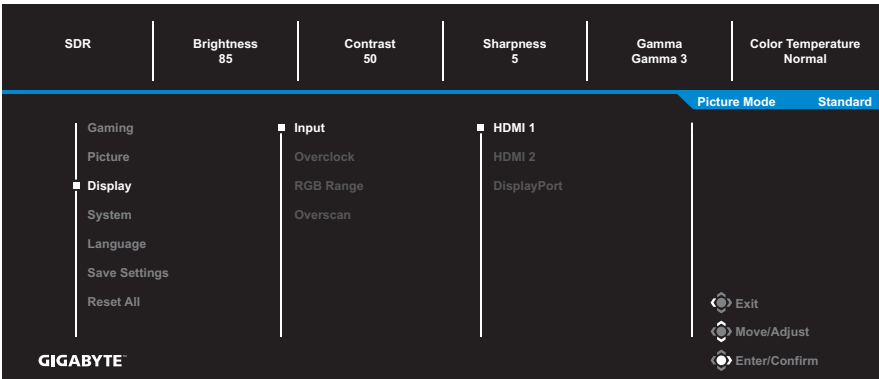 SDR
Brightness
85
Contrast
50
Sharpness
5
Gamma
Gamma 3
Color Temperature
Normal
Picture Mode Standard
Gaming
Picture
Display
System
Language
Save Settings
Reset All
Input
Overclock
RGB Range
Overscan
HDMI 1
HDMI 2
DisplayPort
Exit
Move/Adjust
Enter/Confirm
GIGABYTE™